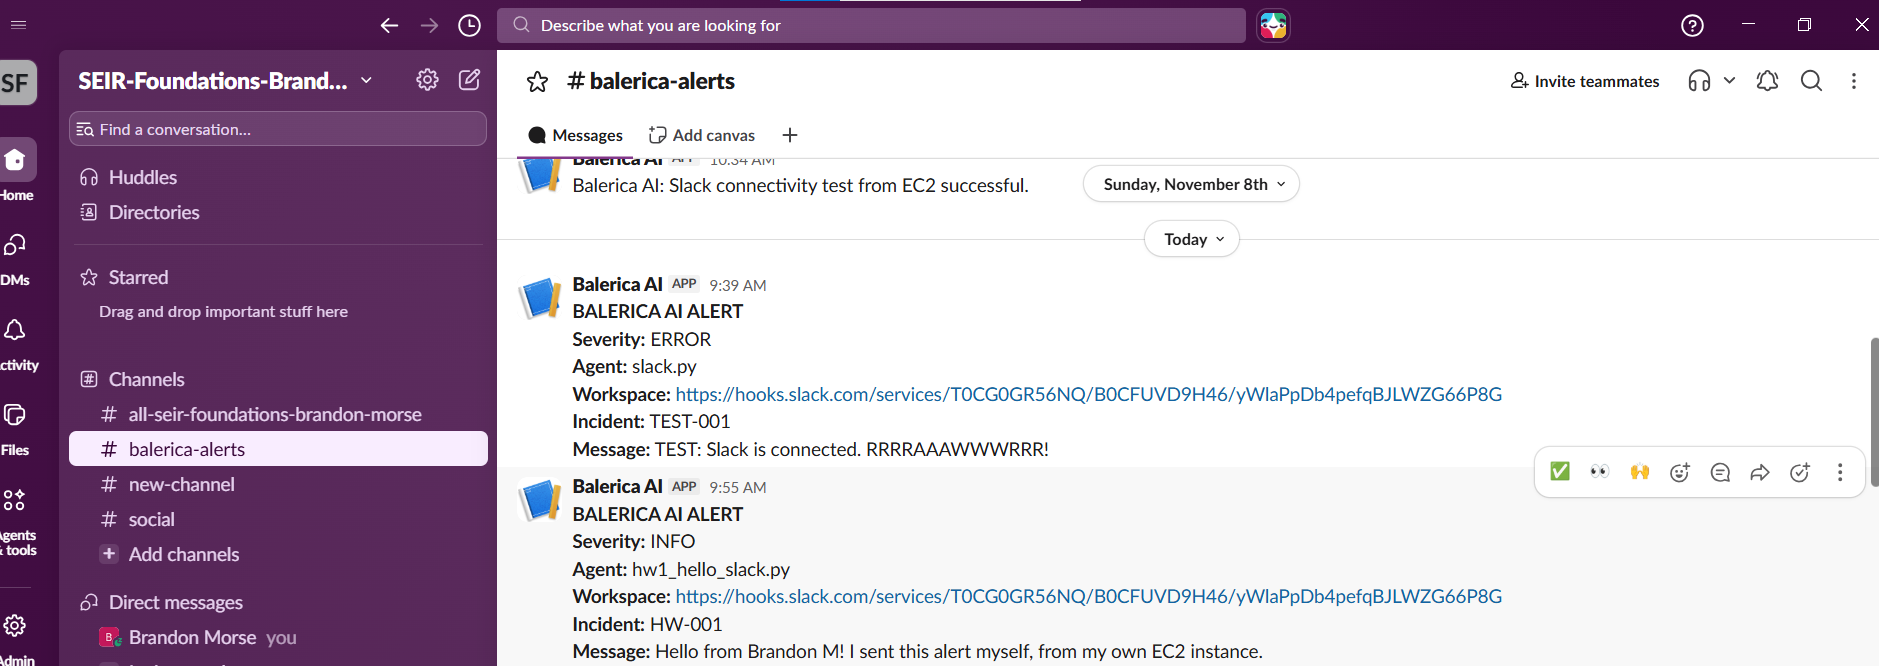 Describe what you are looking for
SF
SEIR-Foundations-Brand...
Find a conversation...
Huddles
Directories
Starred
Drag and drop important stuff here
Channels
# all-seir-foundations-brandon-morse
# balerica-alerts
# new-channel
# social
+ Add channels
Direct messages
B Brandon Morse you
Home
DMs
ctivity
Files
gents
& tools
Admin
# balerica-alerts
Invite teammates
Messages
Add canvas
+
Balerica AI APP 10:34 AM
Balerica AI: Slack connectivity test from EC2 successful.
Sunday, November 8th
Today
Balerica AI APP 9:39 AM
BALERICA AI ALERT
Severity: ERROR
Agent: slack.py
Workspace: https://hooks.slack.com/services/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
Incident: TEST-001
Message: TEST: Slack is connected. RRRRAAAWWWRRR!
Balerica AI APP 9:55 AM
BALERICA AI ALERT
Severity: INFO
Agent: hw1_hello_slack.py
Workspace: https://hooks.slack.com/services/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
Incident: HW-001
Message: Hello from Brandon M! I sent this alert myself, from my own EC2 instance.